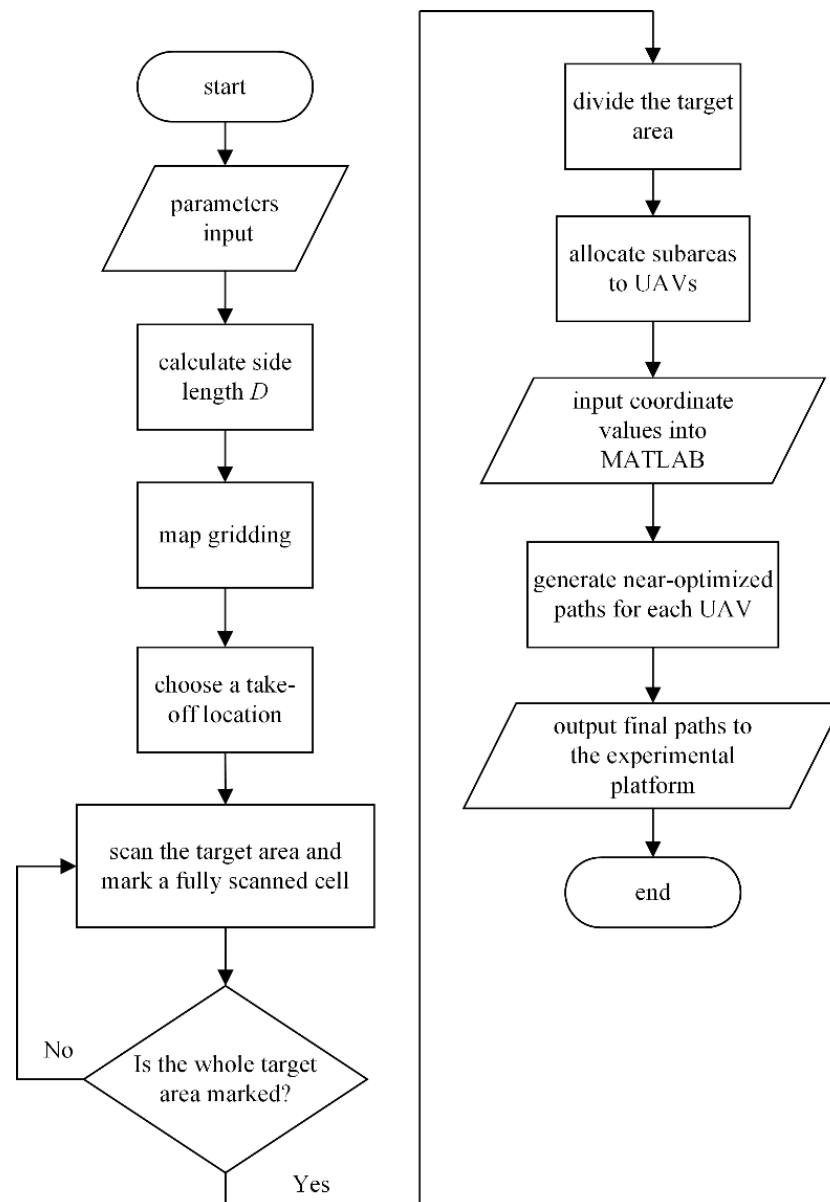 start
parameters
input
calculate side
length D
map gridding
choose a take-
off location
scan the target area and
mark a fully scanned cell
No
Is the whole target
area marked?
Yes
divide the target
area
allocate subareas
to UAVs
input coordinate
values into
MATLAB
generate near-optimized
paths for each UAV
output final paths to
the experimental
platform
end